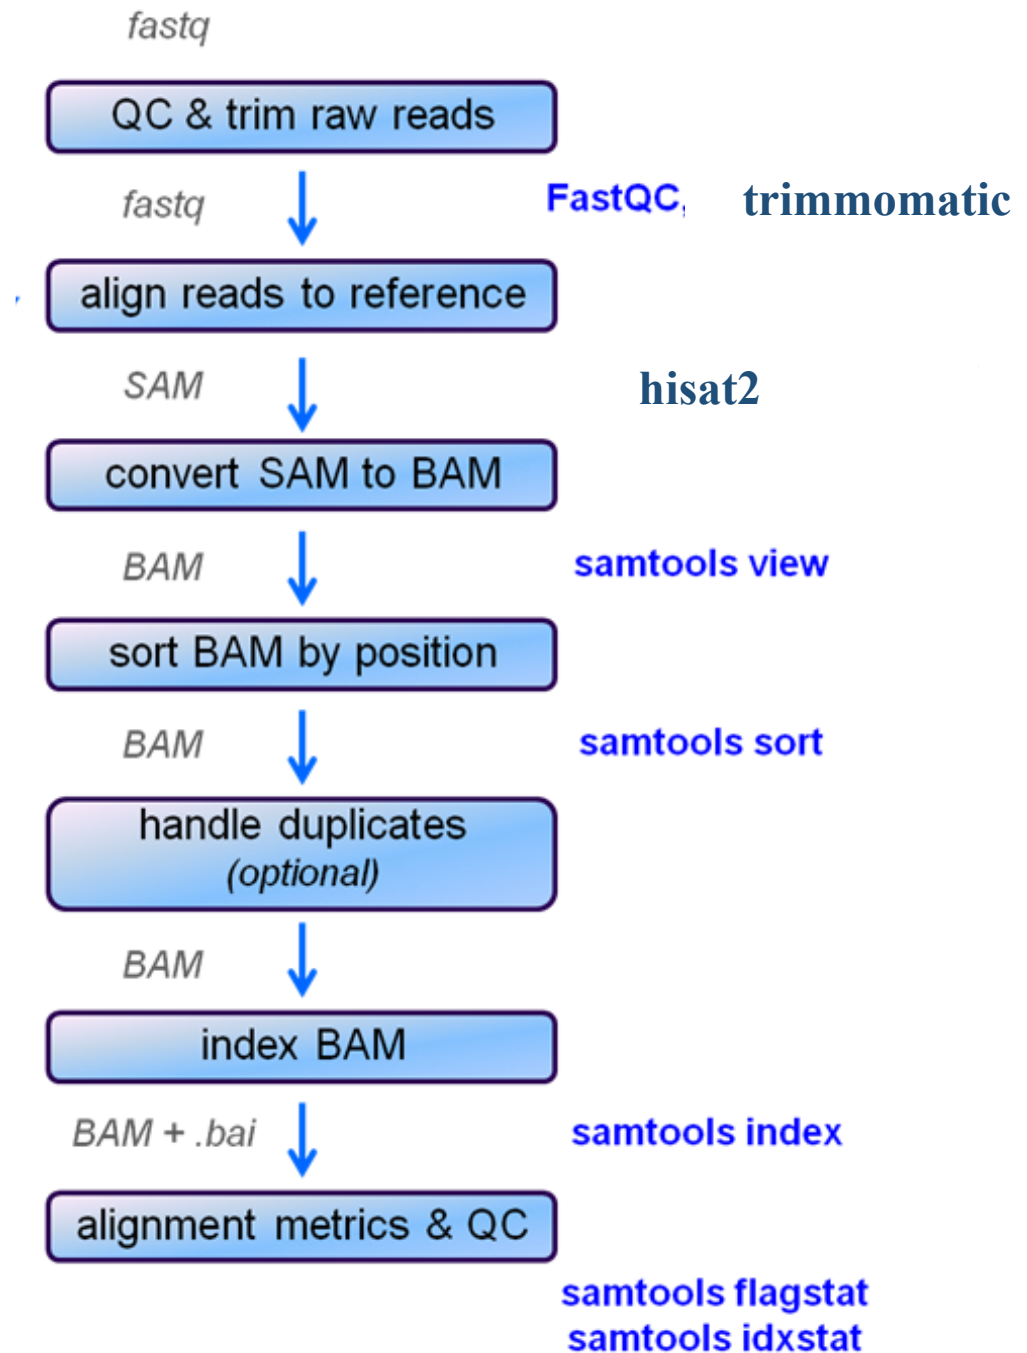 fastq
QC & trim raw reads
fastq
FastQC, trimmomatic
align reads to reference
SAM
hisat2
convert SAM to BAM
BAM
samtools view
sort BAM by position
BAM
samtools sort
handle duplicates
(optional)
BAM
index BAM
BAM + .bai
samtools index
alignment metrics & QC
samtools flagstat
samtools idxstat